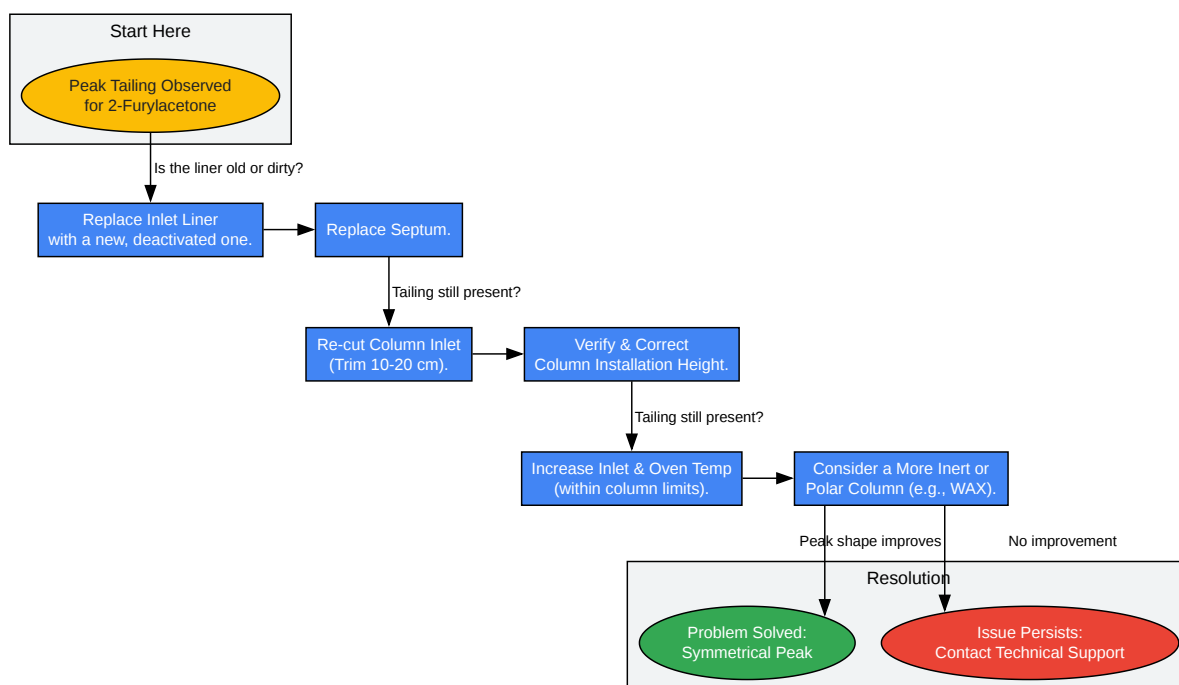 Start Here
Peak Tailing Observed
for 2-Furylacetone
Is the liner old or dirty?
Replace Inlet Liner
with a new, deactivated one.
Replace Septum.
Tailing still present?
Re-cut Column Inlet
(Trim 10-20 cm).
Verify & Correct
Column Installation Height.
Tailing still present?
Increase Inlet & Oven Temp
(within column limits).
Consider a More Inert or
Polar Column (e.g., WAX).
Peak shape improves
No improvement
Resolution
Problem Solved:
Symmetrical Peak
Issue Persists:
Contact Technical Support